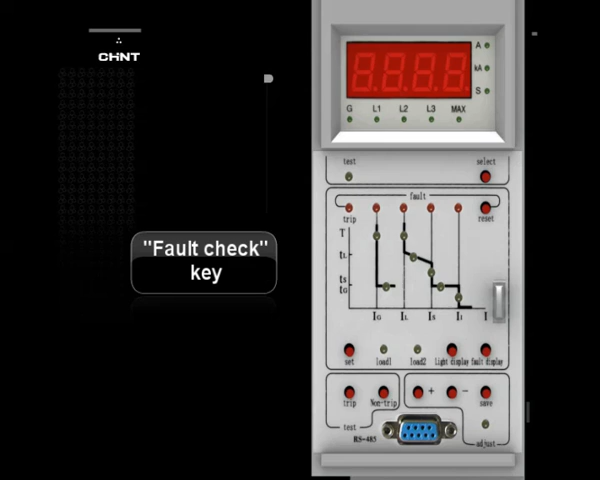 CHNT
8.8.8.8.
A
kA
S
G L1 L2 L3 MAX
test
select
fault
trip
reset
T
"Fault check"
key
tL
ts
tG
IG IL IS Ii I
set load1 load2 Light display fault display
trip Non-trip + - save
test
RS-485
adjust